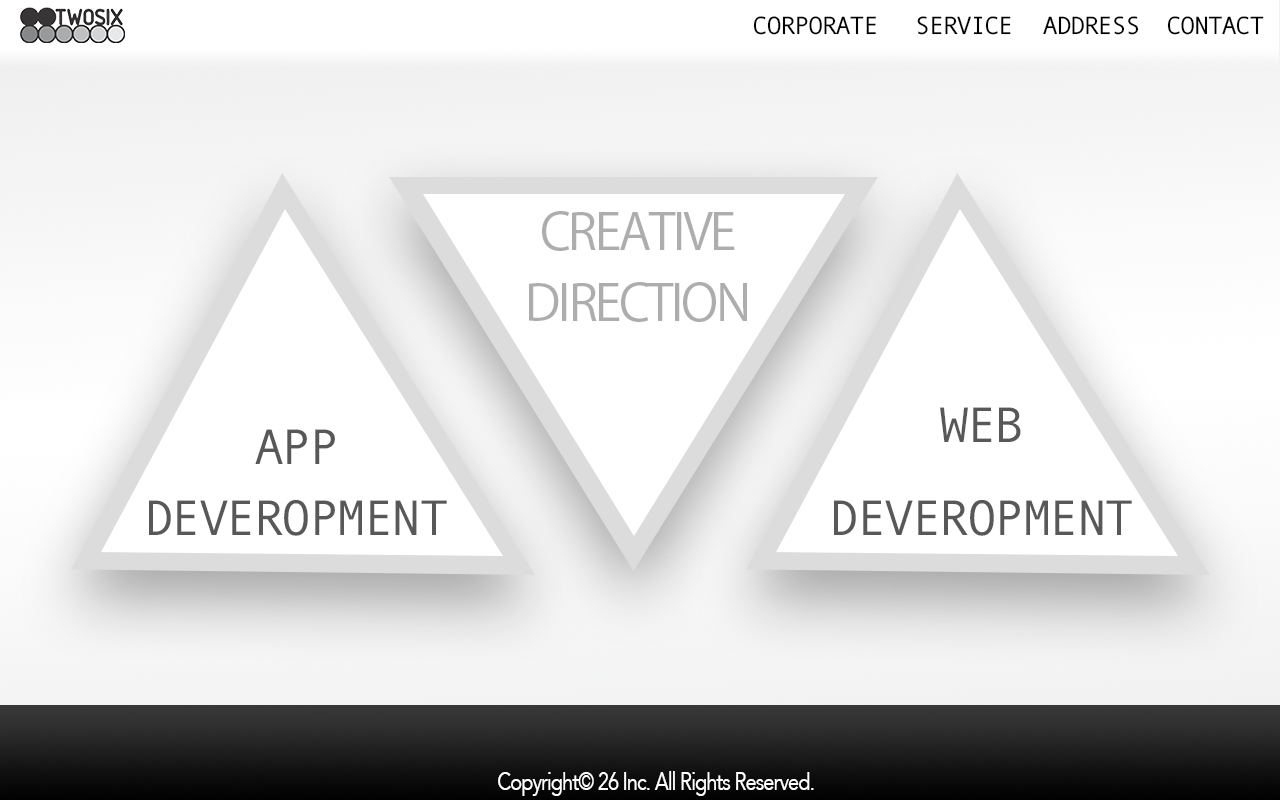 TWOSIX
CORPORATE SERVICE ADDRESS CONTACT
CREATIVE
DIRECTION
APP
DEVEROPMENT
WEB
DEVEROPMENT
Copyright© 26 Inc. All Rights Reserved.